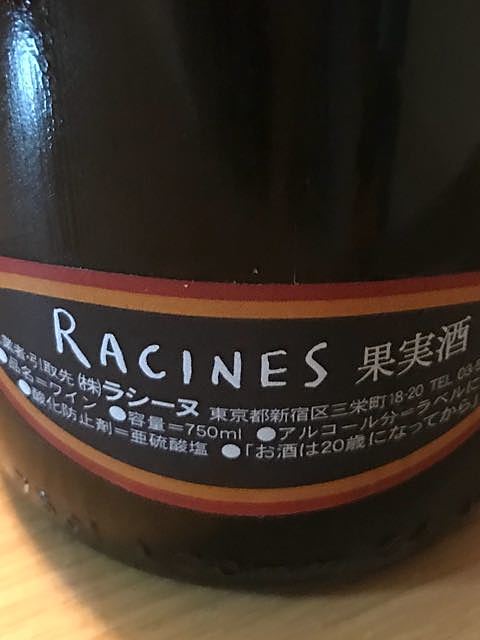 RACINES 果実酒
業者・引取先 ㈱ラシーヌ 東京都新宿区三栄町18-20 TEL 03-
●品名=ワイン ●容量=750ml ●アルコール分=ラベルに
●酸化防止剤=亜硫酸塩 ●「お酒は20歳になってから」